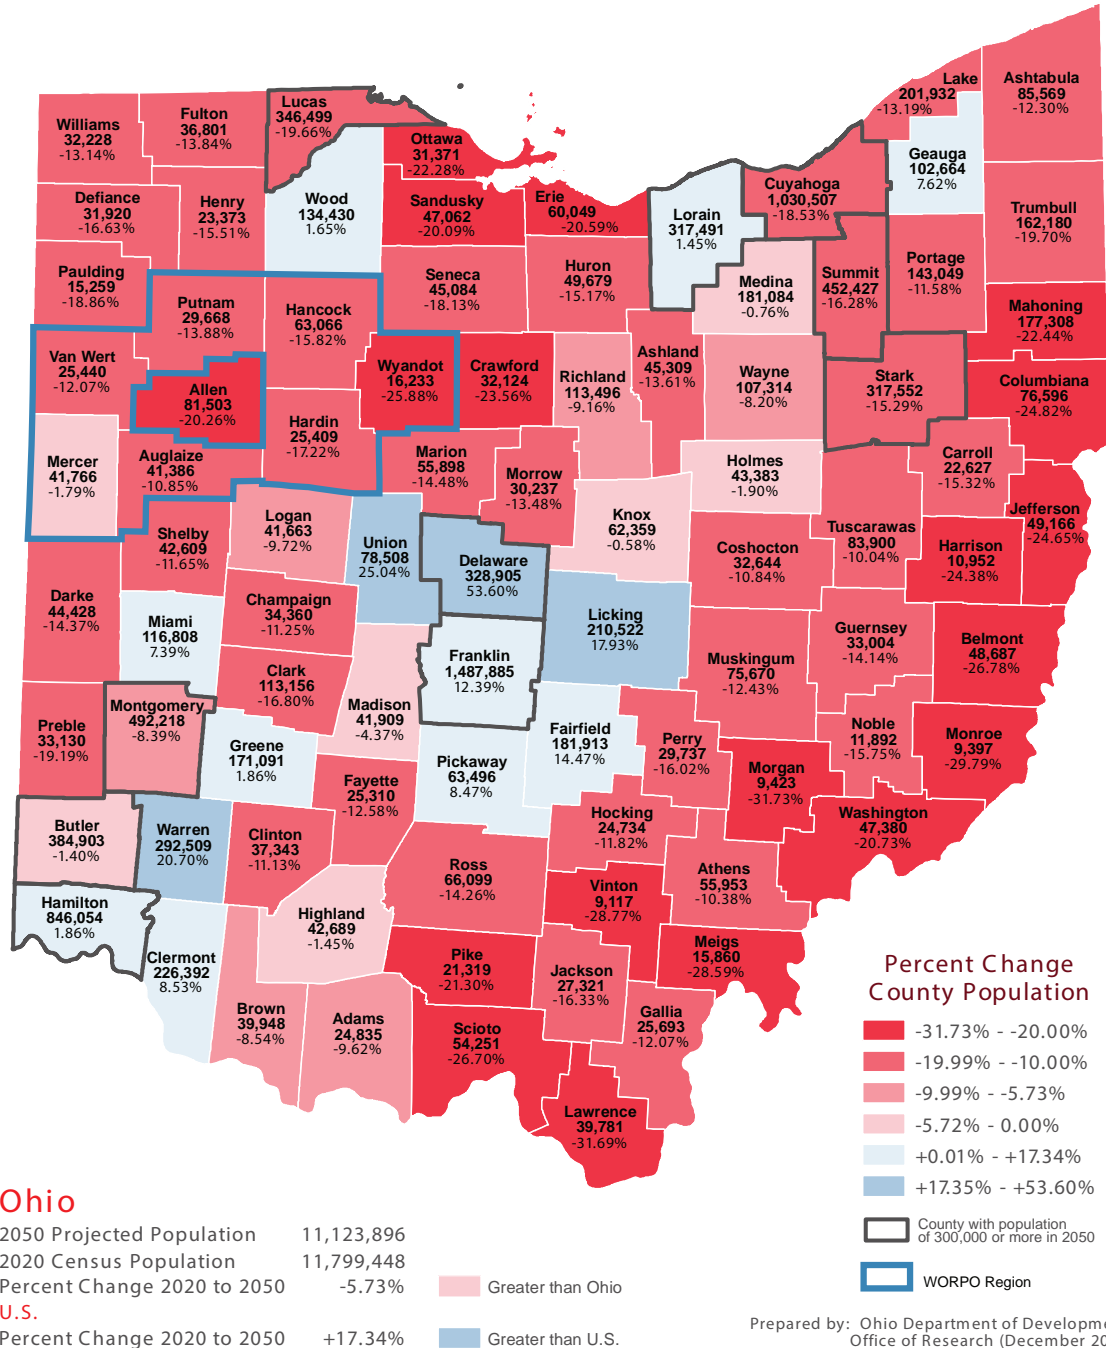 Williams
32,228
-13.14%
Fulton
36,801
-13.84%
Lucas
346,499
-19.66%
Ottawa
31,371
-22.28%
Lake
201,932
-13.19%
Ashtabula
85,569
-12.30%
Geauga
102,664
7.62%
Defiance
31,920
-16.63%
Henry
23,373
-15.51%
Wood
134,430
1.65%
Sandusky
47,062
-20.09%
Erie
60,049
-20.59%
Lorain
317,491
1.45%
Cuyahoga
1,030,507
-18.53%
Trumbull
162,180
-19.70%
Paulding
15,259
-18.86%
Putnam
29,668
-13.88%
Hancock
63,066
-15.82%
Seneca
45,084
-18.13%
Huron
49,679
-15.17%
Medina
181,084
-0.76%
Summit
452,427
-16.28%
Portage
143,049
-11.58%
Mahoning
177,308
-22.44%
Van Wert
25,440
-12.07%
Allen
81,503
-20.26%
Wyandot
16,233
-25.88%
Crawford
32,124
-23.56%
Richland
113,496
-9.16%
Ashland
45,309
-13.61%
Wayne
107,314
-8.20%
Stark
317,552
-15.29%
Columbiana
76,596
-24.82%
Mercer
41,766
-1.79%
Auglaize
41,386
-10.85%
Hardin
25,409
-17.22%
Marion
55,898
-14.48%
Morrow
30,237
-13.48%
Holmes
43,383
-1.90%
Carroll
22,627
-15.32%
Jefferson
49,166
-24.65%
Shelby
42,609
-11.65%
Logan
41,663
-9.72%
Union
78,508
25.04%
Delaware
328,905
53.60%
Knox
62,359
-0.58%
Coshocton
32,644
-10.84%
Tuscarawas
83,900
-10.04%
Harrison
10,952
-24.38%
Darke
44,428
-14.37%
Miami
116,808
7.39%
Champaign
34,360
-11.25%
Licking
210,522
17.93%
Guernsey
33,004
-14.14%
Belmont
48,687
-26.78%
Clark
113,156
-16.80%
Franklin
1,487,885
12.39%
Muskingum
75,670
-12.43%
Preble
33,130
-19.19%
Montgomery
492,218
-8.39%
Madison
41,909
-4.37%
Greene
171,091
1.86%
Fairfield
181,913
14.47%
Perry
29,737
-16.02%
Noble
11,892
-15.75%
Monroe
9,397
-29.79%
Pickaway
63,496
8.47%
Morgan
9,423
-31.73%
Fayette
25,310
-12.58%
Washington
47,380
-20.73%
Butler
384,903
-1.40%
Warren
292,509
20.70%
Clinton
37,343
-11.13%
Hocking
24,734
-11.82%
Ross
66,099
-14.26%
Athens
55,953
-10.38%
Vinton
9,117
-28.77%
Hamilton
846,054
1.86%
Highland
42,689
-1.45%
Clermont
226,392
8.53%
Pike
21,319
-21.30%
Jackson
27,321
-16.33%
Meigs
15,860
-28.59%
Brown
39,948
-8.54%
Adams
24,835
-9.62%
Scioto
54,251
-26.70%
Gallia
25,693
-12.07%
Lawrence
39,781
-31.69%
Percent Change
County Population
-31.73% - -20.00%
-19.99% - -10.00%
-9.99% - -5.73%
-5.72% - 0.00%
+0.01% - +17.34%
+17.35% - +53.60%
County with population
of 300,000 or more in 2050
WORPO Region
Ohio
2050 Projected Population 11,123,896
2020 Census Population 11,799,448
Percent Change 2020 to 2050 -5.73%
Greater than Ohio
U.S.
Percent Change 2020 to 2050 +17.34%
Greater than U.S.
Prepared by: Ohio Department of Developme
Office of Research (December 20